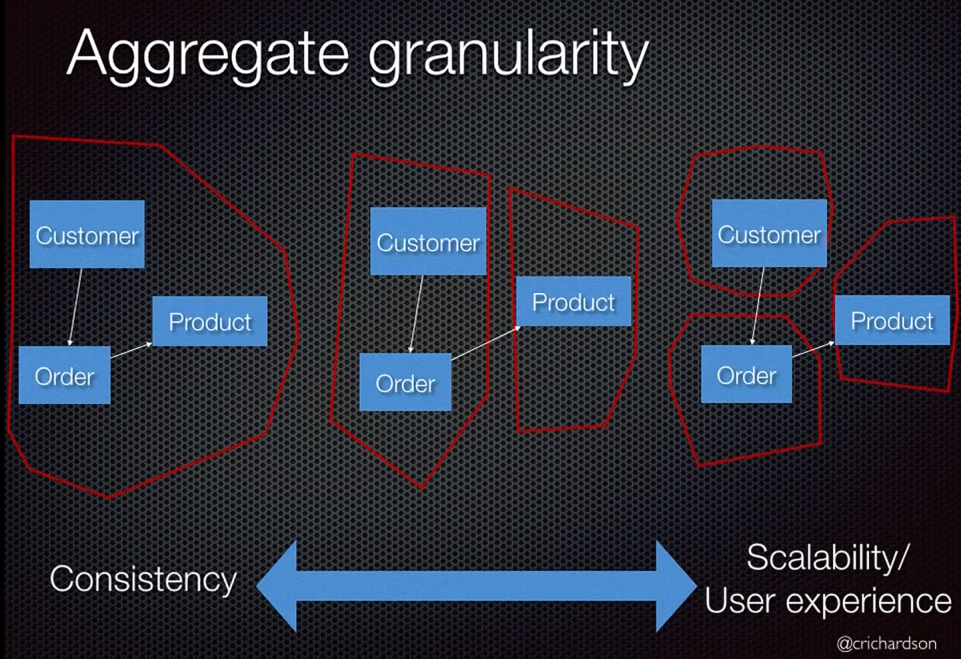 Aggregate granularity
Customer
Product
Order
Customer
Product
Order
Customer
Product
Order
Consistency
Scalability/
User experience
@crichardson